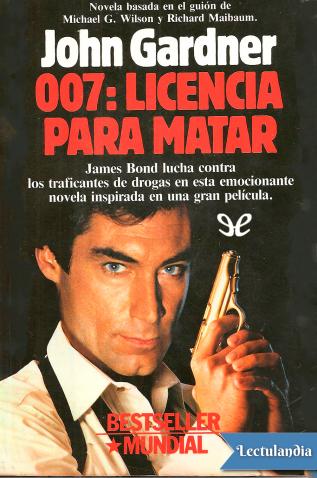 Novela basada en el guión de
Michael G. Wilson y Richard Maibaum.
John Gardner
007: LICENCIA
PARA MATAR
James Bond lucha contra
los traficantes de drogas en esta emocionante
novela inspirada en una gran película.
BESTSELLER
★MUNDIAL
Lectulandia